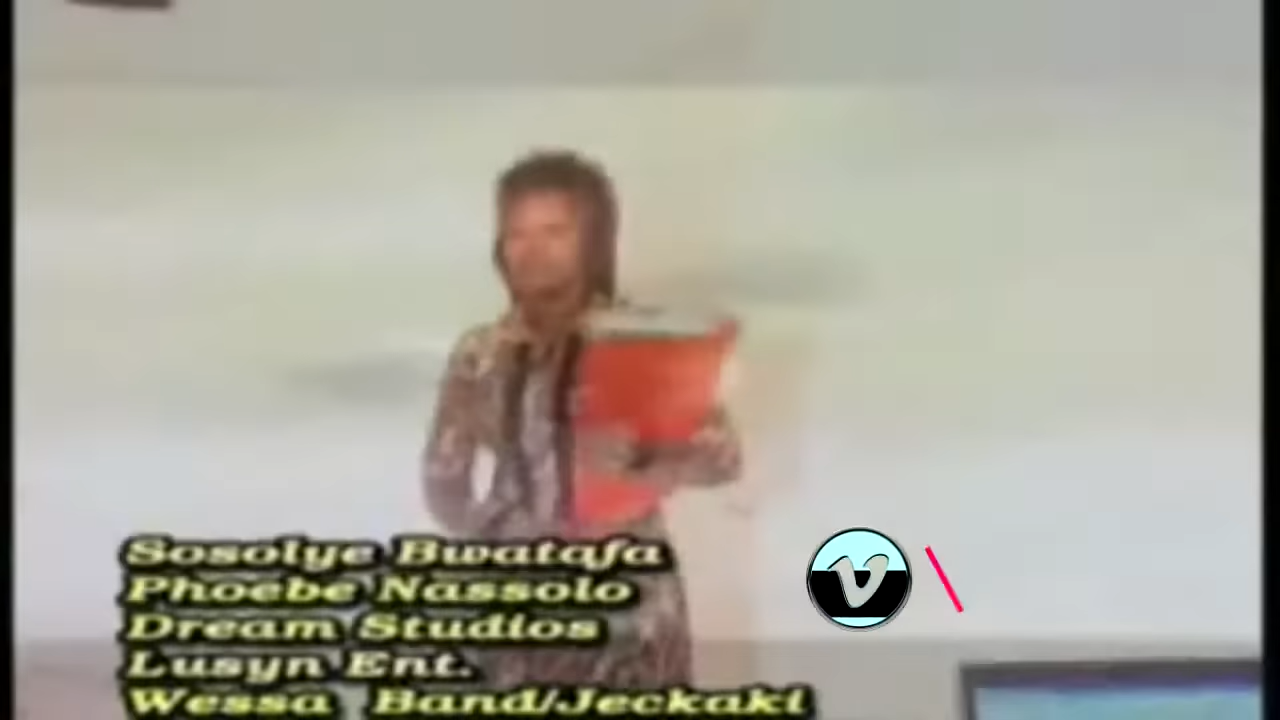 Sosolye Bwatafa
Phoebe Nassolo
Dream Studios
Lusyn Ent.
Wessa Band/Jeckaki
V